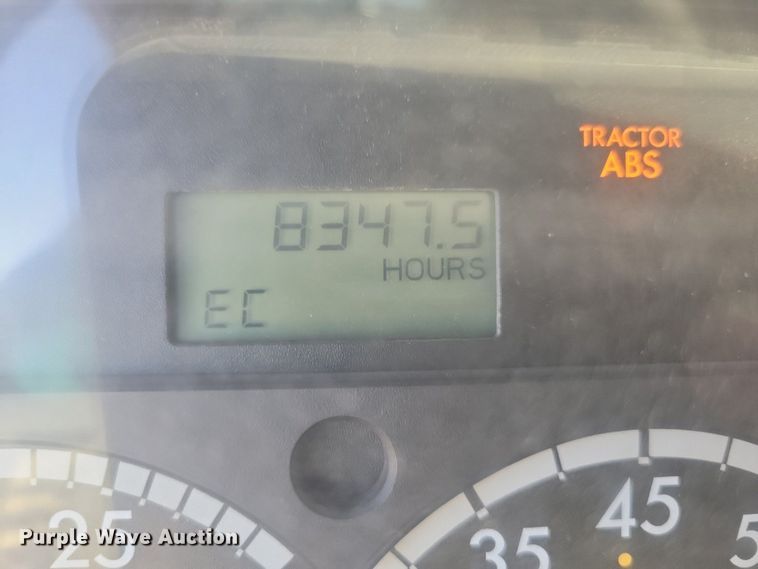 TRACTOR
ABS
8347.5
HOURS
EC
25
35
45
Purple Wave Auction